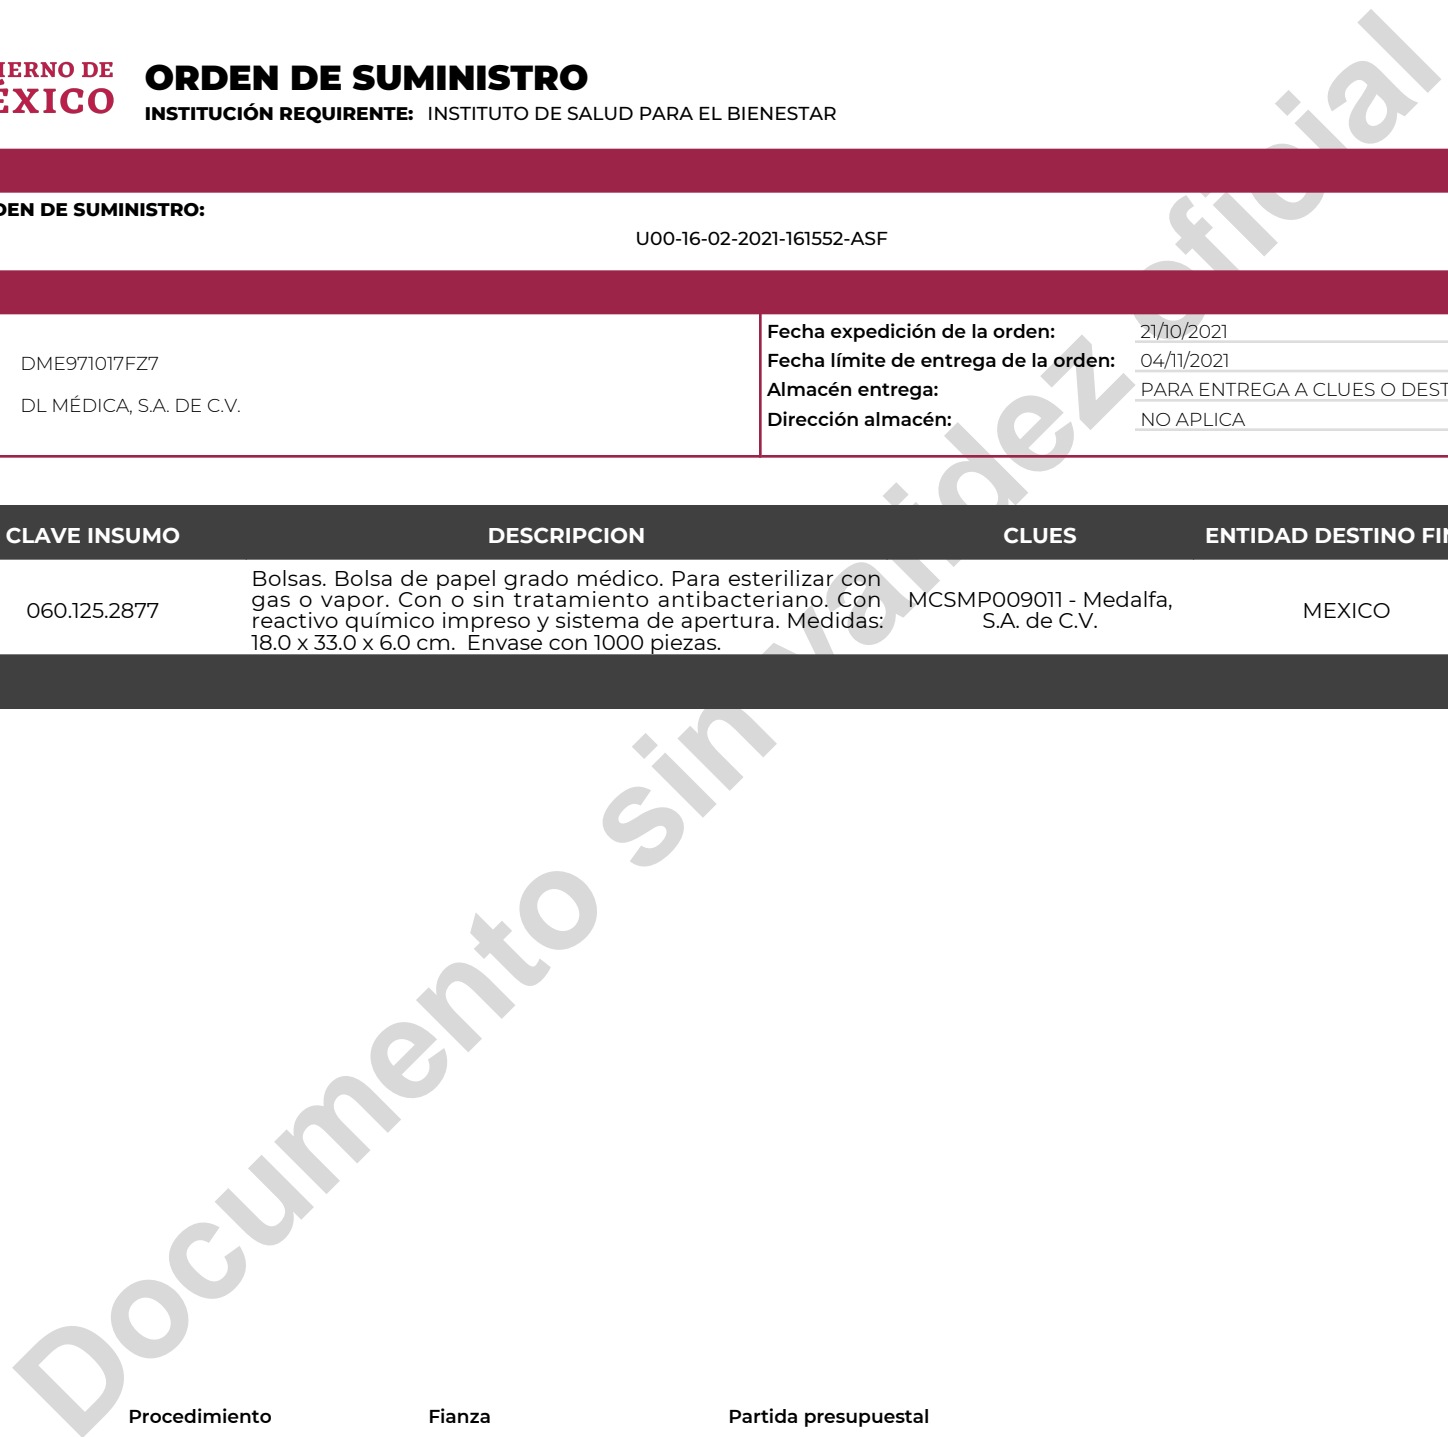 IERNO DE
ÉXICO
ORDEN DE SUMINISTRO
INSTITUCIÓN REQUIRENTE: INSTITUTO DE SALUD PARA EL BIENESTAR
DEN DE SUMINISTRO:
U00-16-02-2021-161552-ASF
DME971017FZ7
DL MÉDICA, S.A. DE C.V.
Fecha expedición de la orden: 21/10/2021
Fecha límite de entrega de la orden: 04/11/2021
Almacén entrega: PARA ENTREGA A CLUES O DEST
Dirección almacén: NO APLICA
CLAVE INSUMO DESCRIPCION CLUES ENTIDAD DESTINO FIN
060.125.2877
Bolsas. Bolsa de papel grado médico. Para esterilizar con
gas o vapor. Con o sin tratamiento antibacteriano. Con
reactivo químico impreso y sistema de apertura. Medidas:
18.0 x 33.0 x 6.0 cm. Envase con 1000 piezas.
MCSMP009011 - Medalfa,
S.A. de C.V.
MEXICO
Documento sin validez oficial
Procedimiento Fianza Partida presupuestal